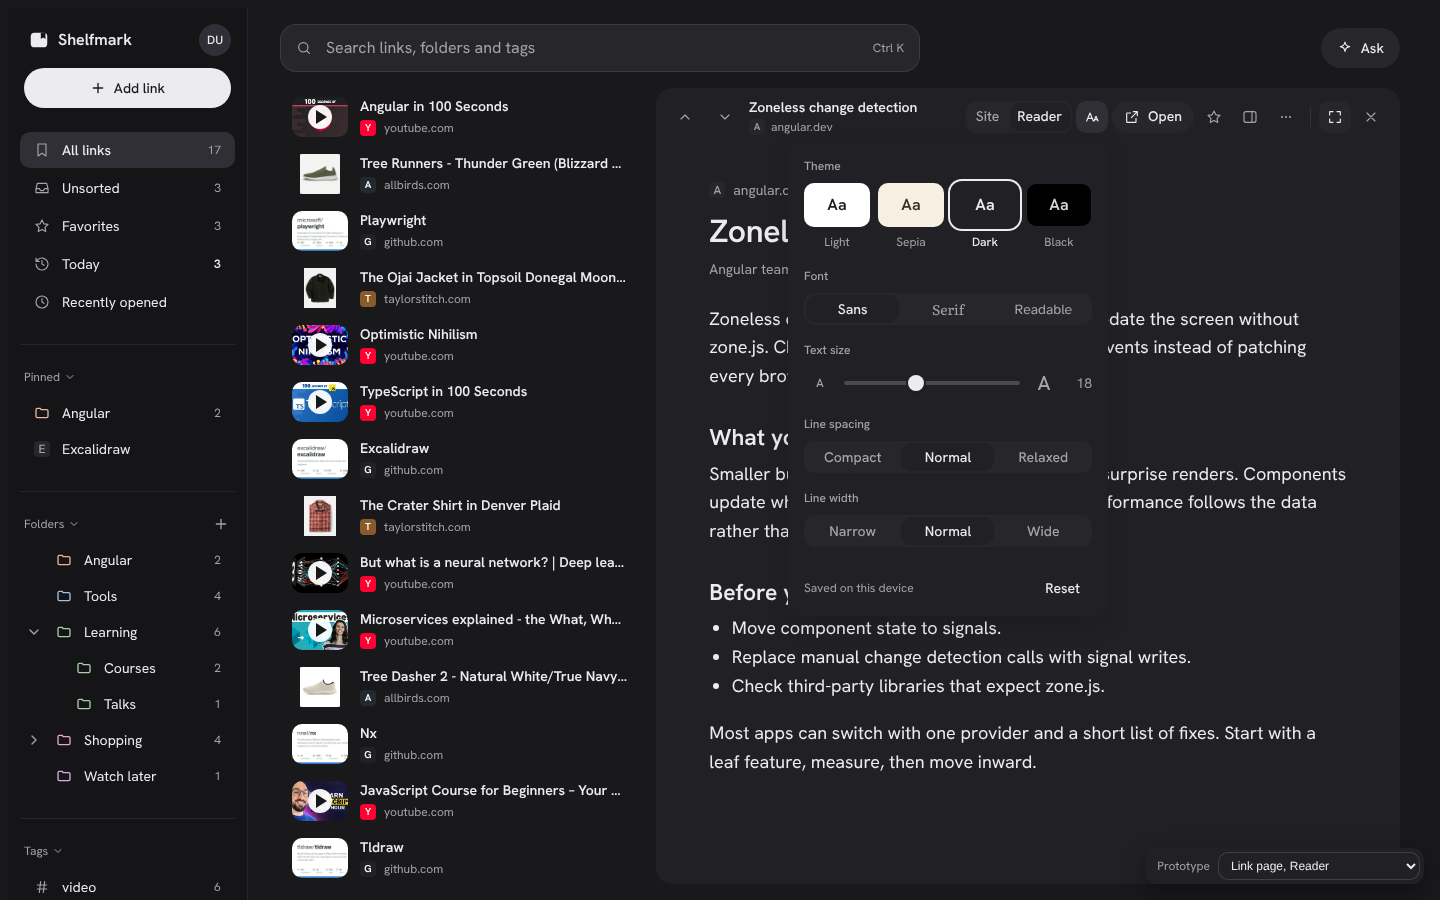 Shelfmark
DU
Add link
All links 17
Unsorted 3
Favorites 3
Today 3
Recently opened
Pinned
Angular 2
E Excalidraw
Folders
Angular 2
Tools 4
Learning 6
Courses 2
Talks 1
Shopping 4
Watch later 1
Tags
# video 6
Search links, folders and tags Ctrl K
Ask
Angular in 100 Seconds
Y youtube.com
Tree Runners - Thunder Green (Blizzard ...
A allbirds.com
microsoft/
playwright
Playwright
G github.com
The Ojai Jacket in Topsoil Donegal Moon...
T taylorstitch.com
Optimistic Nihilism
Y youtube.com
TS
TypeScript in 100 Seconds
Y youtube.com
excalidraw/
excalidraw
Excalidraw
G github.com
The Crater Shirt in Denver Plaid
T taylorstitch.com
But what is a neural network? | Deep lea...
Y youtube.com
Microservices explained - the What, Wh...
Y youtube.com
Tree Dasher 2 - Natural White/True Navy...
A allbirds.com
Nx
G github.com
JavaScript Course for Beginners – Your ...
Y youtube.com
tldraw/tldraw
Tldraw
G github.com
Zoneless change detection
A angular.dev
Site Reader AA Open
A angular.d
Zonel
Angular team
Zoneless date the screen without
zone.js. vents instead of patching
every
What yo
Smaller surprise renders. Components
update formance follows the data
rather tha
Before y
Move component state to signals.
Replace manual change detection calls with signal writes.
Check third-party libraries that expect zone.js.
Most apps can switch with one provider and a short list of fixes. Start with a
leaf feature, measure, then move inward.
Theme
Aa Aa Aa Aa
Light Sepia Dark Black
Font
Sans Serif Readable
Text size
A A 18
Line spacing
Compact Normal Relaxed
Line width
Narrow Normal Wide
Saved on this device Reset
Prototype Link page, Reader